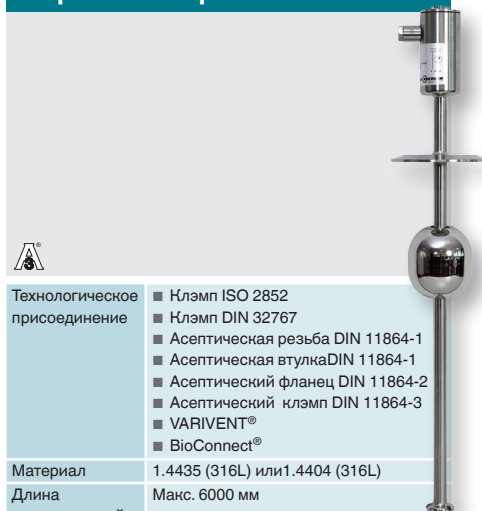 Технологическое присоединение
■ Клэмп ISO 2852
■ Клэмп DIN 32767
■ Асептическая резьба DIN 11864-1
■ Асептическая втулкаDIN 11864-1
■ Асептический фланец DIN 11864-2
■ Асептический клэмп DIN 11864-3
■ VARIVENT®
■ BioConnect®
Материал 1.4435 (316L) или1.4404 (316L)
Длина Макс. 6000 мм